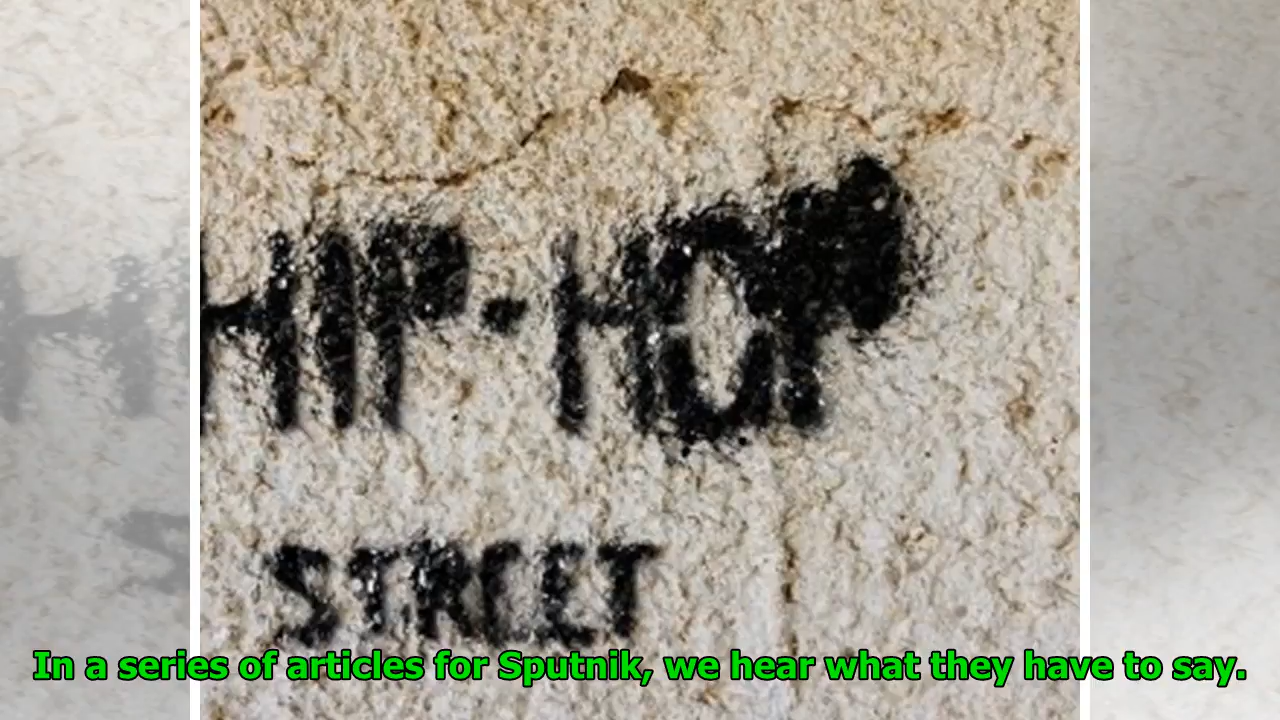 HIP-HOP
STREET
In a series of articles for Sputnik, we hear what they have to say.